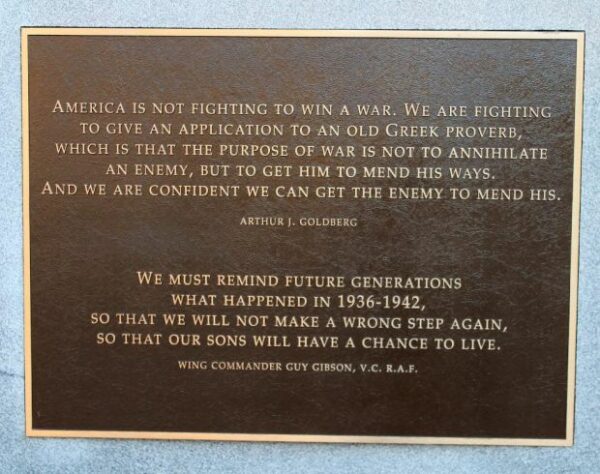 AMERICA IS NOT FIGHTING TO WIN A WAR. WE ARE FIGHTING
TO GIVE AN APPLICATION TO AN OLD GREEK PROVERB,
WHICH IS THAT THE PURPOSE OF WAR IS NOT TO ANNIHILATE
AN ENEMY, BUT TO GET HIM TO MEND HIS WAYS.
AND WE ARE CONFIDENT WE CAN GET THE ENEMY TO MEND HIS.
ARTHUR J. GOLDBERG
WE MUST REMIND FUTURE GENERATIONS
WHAT HAPPENED IN 1936-1942,
SO THAT WE WILL NOT MAKE A WRONG STEP AGAIN,
SO THAT OUR SONS WILL HAVE A CHANCE TO LIVE.
WING COMMANDER GUY GIBSON, V.C. R.A.F.